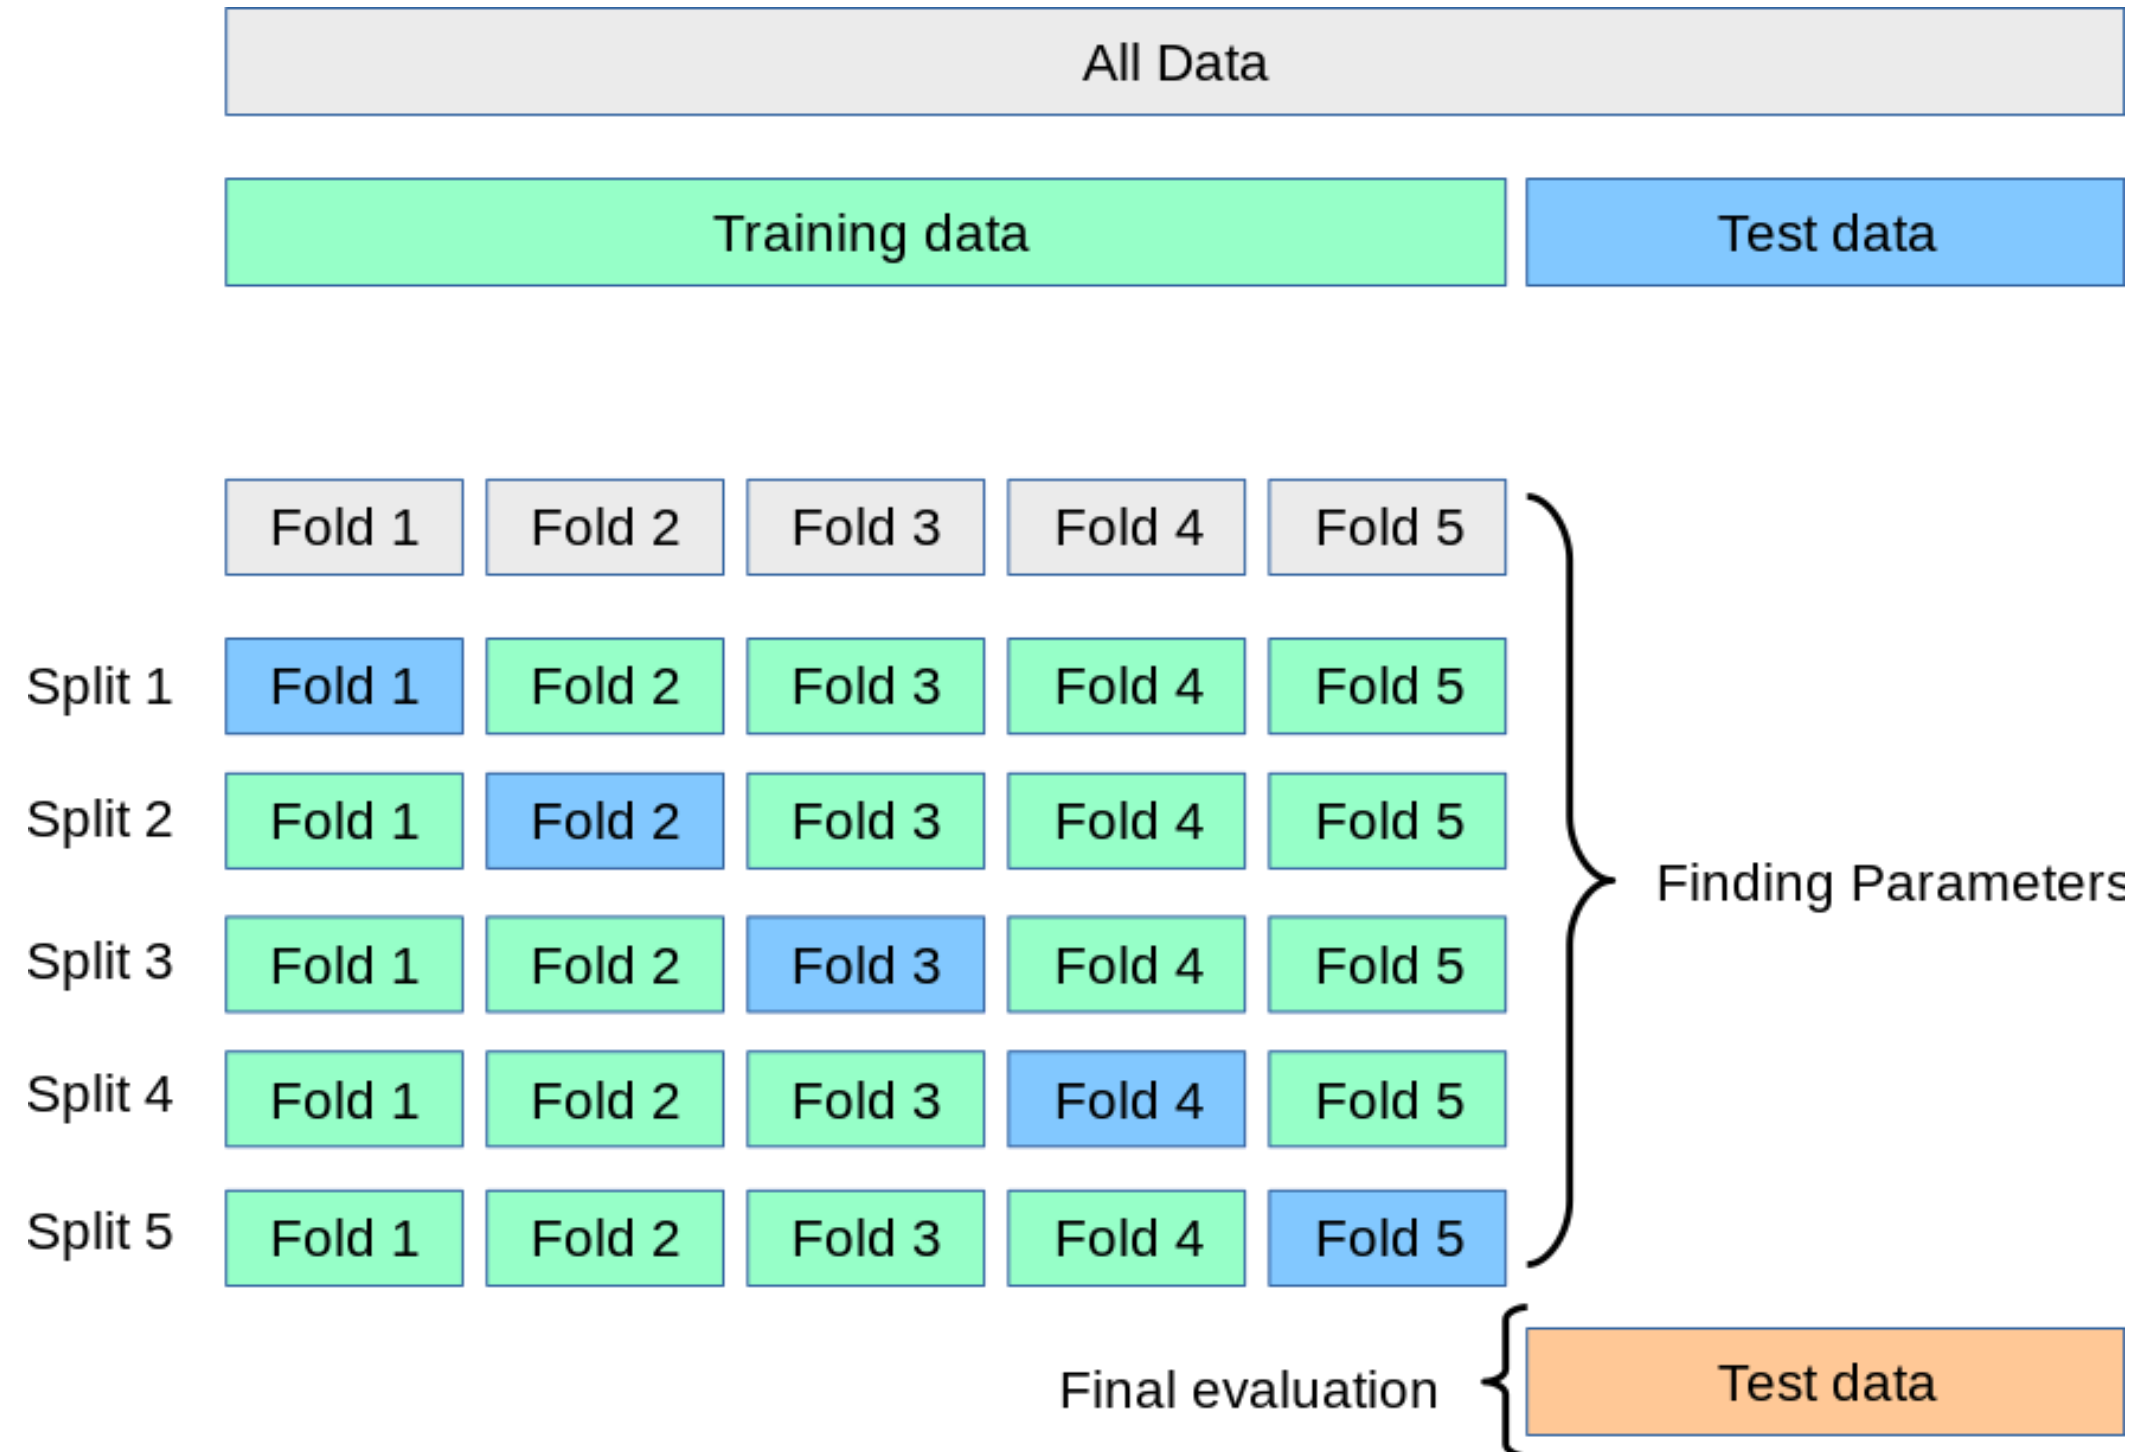 All Data
Training data Test data
Fold 1 Fold 2 Fold 3 Fold 4 Fold 5
Split 1 Fold 1 Fold 2 Fold 3 Fold 4 Fold 5
Split 2 Fold 1 Fold 2 Fold 3 Fold 4 Fold 5
Finding Parameters
Split 3 Fold 1 Fold 2 Fold 3 Fold 4 Fold 5
Split 4 Fold 1 Fold 2 Fold 3 Fold 4 Fold 5
Split 5 Fold 1 Fold 2 Fold 3 Fold 4 Fold 5
Final evaluation Test data